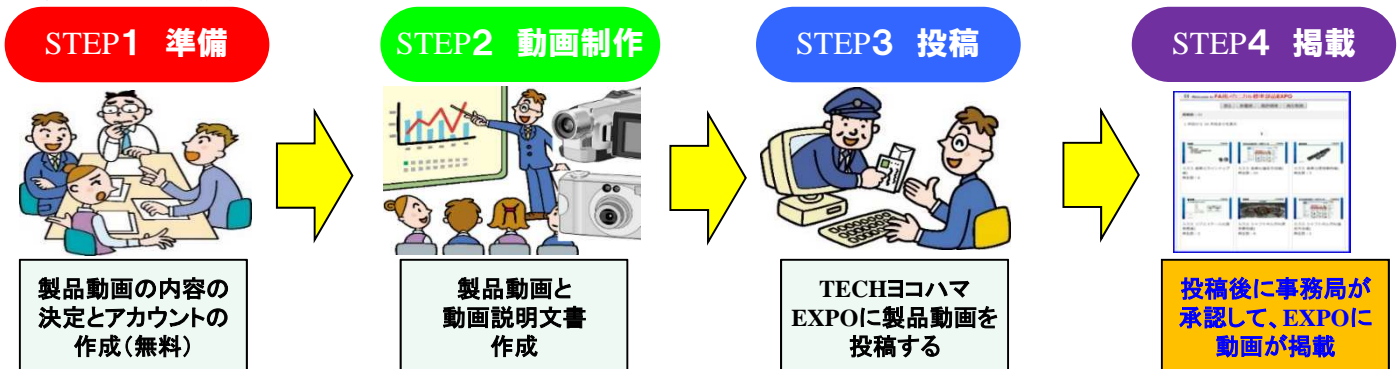 STEP1 準備
STEP2 動画制作
STEP3 投稿
STEP4 掲載
製品動画の内容の
決定とアカウントの
作成(無料)
製品動画と
動画説明文書
作成
TECHヨコハマ
EXPOに製品動画を
投稿する
投稿後に事務局が
承認して、EXPOに
動画が掲載